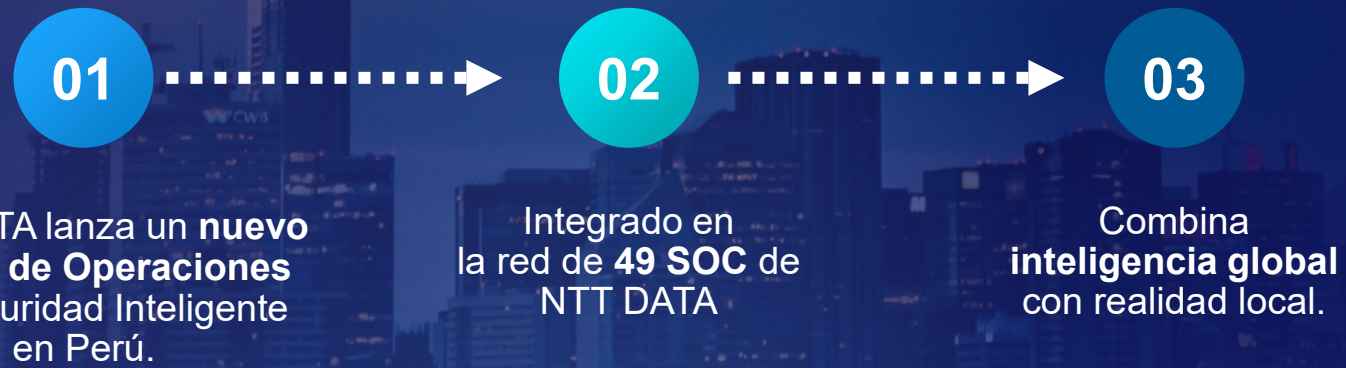 01
02
03
TA lanza un nuevo
de Operaciones
uridad Inteligente
en Perú.
Integrado en
la red de 49 SOC de
NTT DATA
Combina
inteligencia global
con realidad local.
CWB